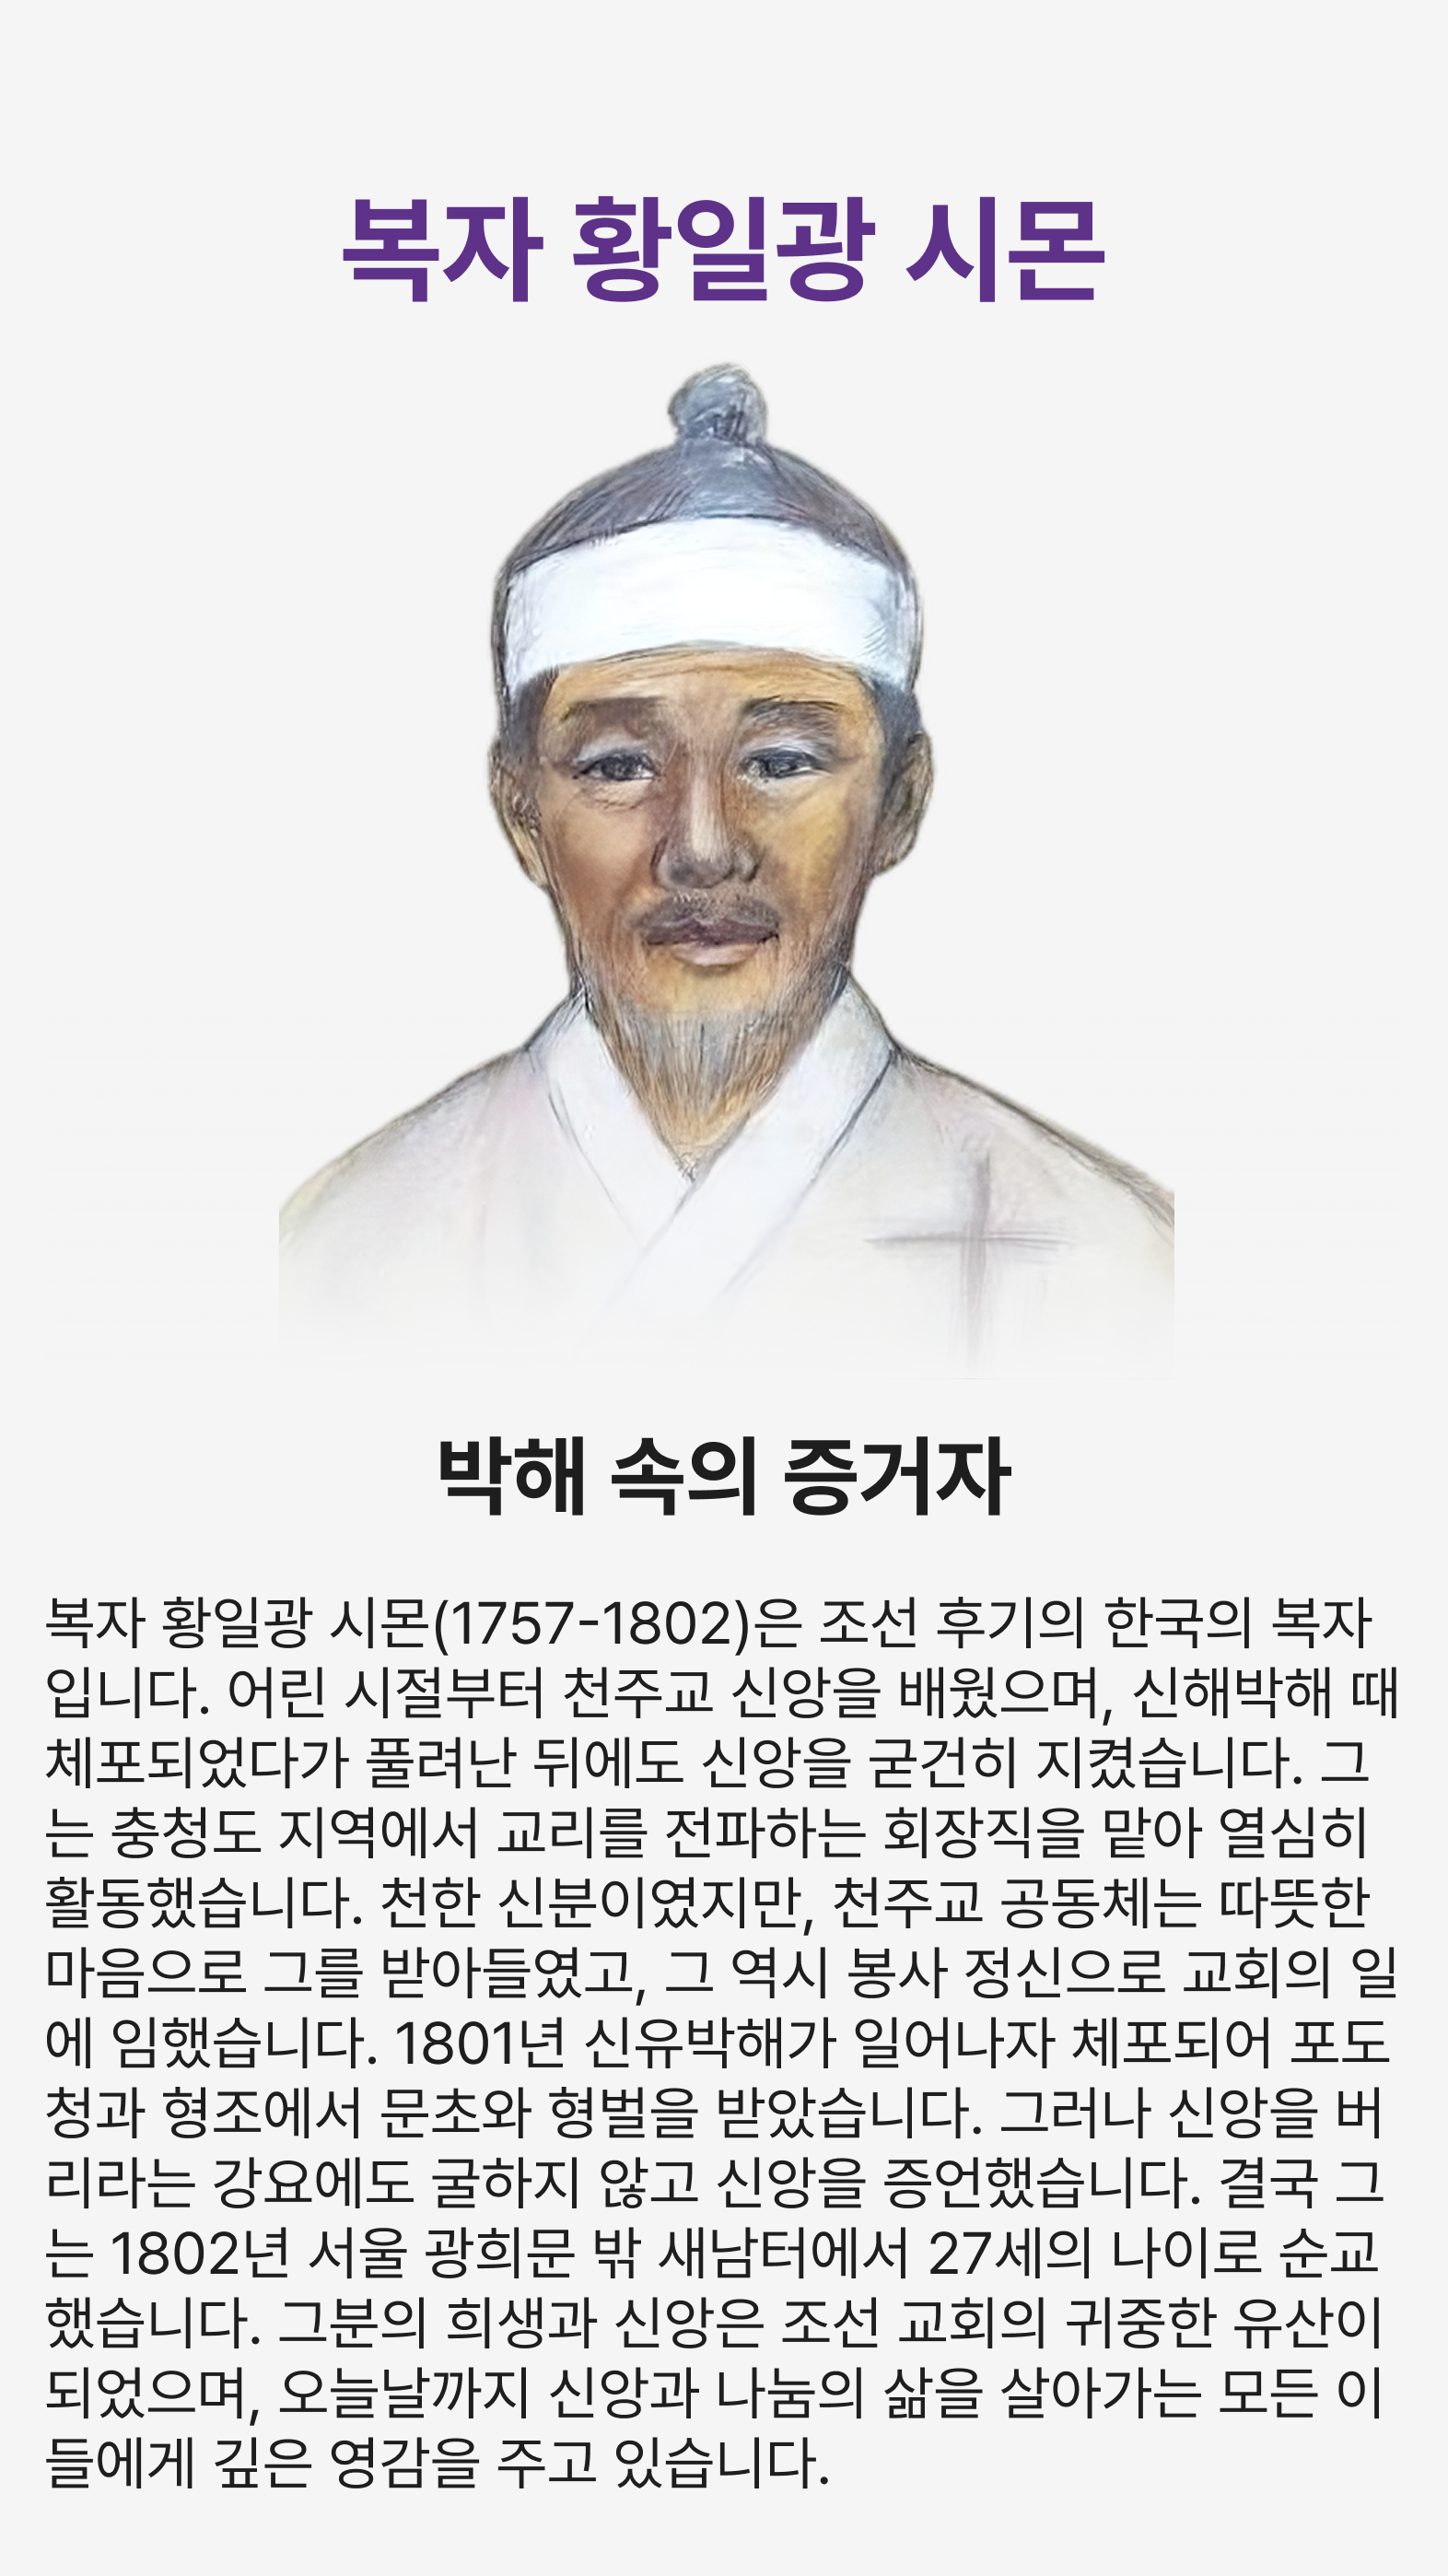 복자 황일광 시몬
박해 속의 증거자
복자 황일광 시몬(1757-1802)은 조선 후기의 한국의 복자
입니다. 어린 시절부터 천주교 신앙을 배웠으며, 신해박해 때
체포되었다가 풀려난 뒤에도 신앙을 굳건히 지켰습니다. 그
는 충청도 지역에서 교리를 전파하는 회장직을 맡아 열심히
활동했습니다. 천한 신분이였지만, 천주교 공동체는 따뜻한
마음으로 그를 받아들였고, 그 역시 봉사 정신으로 교회의 일
에 임했습니다. 1801년 신유박해가 일어나자 체포되어 포도
청과 형조에서 문초와 형벌을 받았습니다. 그러나 신앙을 버
리라는 강요에도 굴하지 않고 신앙을 증언했습니다. 결국 그
는 1802년 서울 광희문 밖 새남터에서 27세의 나이로 순교
했습니다. 그분의 희생과 신앙은 조선 교회의 귀중한 유산이
되었으며, 오늘날까지 신앙과 나눔의 삶을 살아가는 모든 이
들에게 깊은 영감을 주고 있습니다.